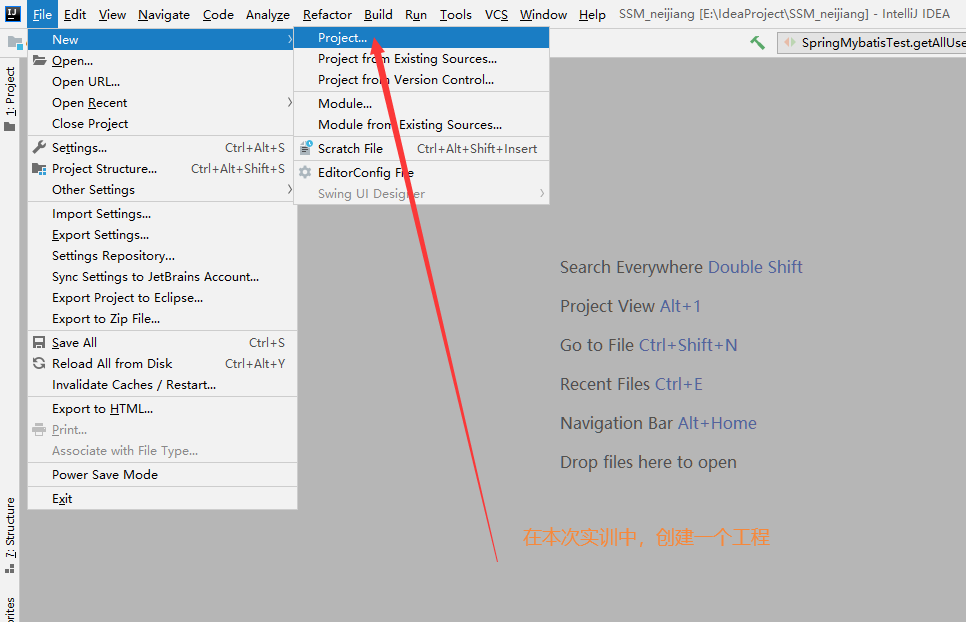 File Edit View Navigate Code Analyze Refactor Build Run Tools VCS Window Help SSM_neijiang [E:\IdeaProject\SSM_neijiang] - IntelliJ IDEA
New
Project...
SpringMybatisTest.getAllUse
Open...
Project from Existing Sources...
Open URL...
Project from Version Control...
Open Recent
Module...
Close Project
Module from Existing Sources...
Settings... Ctrl+Alt+S
Scratch File Ctrl+Alt+Shift+Insert
Project Structure... Ctrl+Alt+Shift+S
EditorConfig File
Other Settings
Swing UI Designer
Import Settings...
Export Settings...
Settings Repository...
Sync Settings to JetBrains Account...
Export Project to Eclipse...
Export to Zip File...
Save All Ctrl+S
Reload All from Disk Ctrl+Alt+Y
Invalidate Caches / Restart...
Export to HTML...
Print...
Associate with File Type...
Power Save Mode
Exit
1: Project
7: Structure
rites
Search Everywhere Double Shift
Project View Alt+1
Go to File Ctrl+Shift+N
Recent Files Ctrl+E
Navigation Bar Alt+Home
Drop files here to open
在本次实训中，创建一个工程